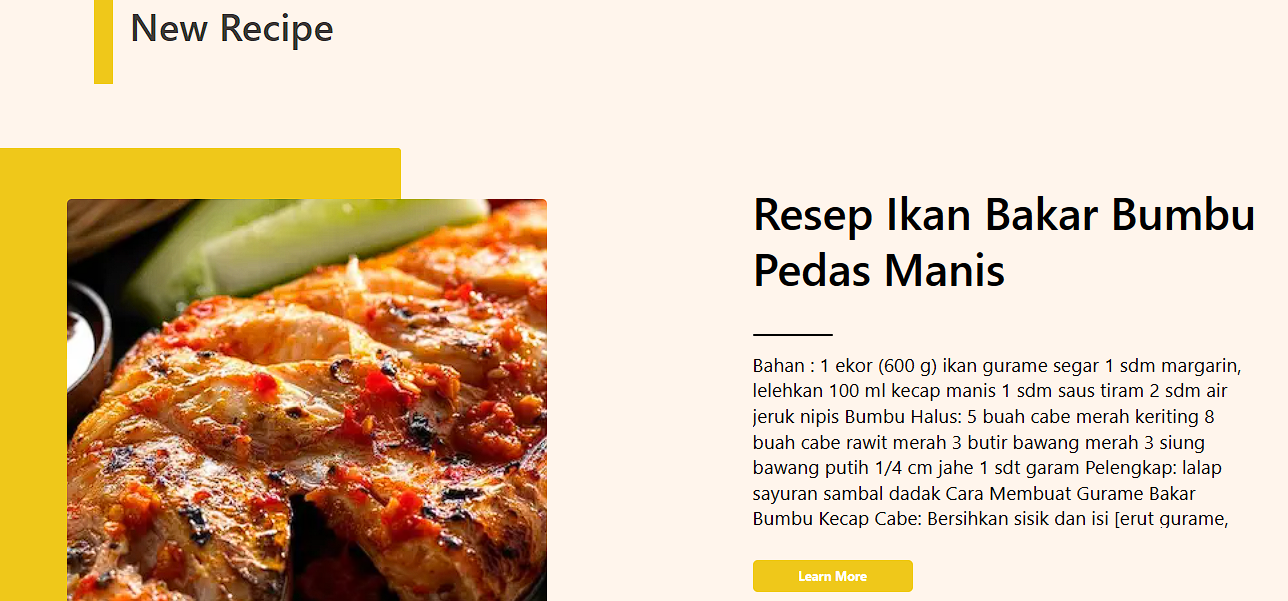 New Recipe
Resep Ikan Bakar Bumbu
Pedas Manis
Bahan : 1 ekor (600 g) ikan gurame segar 1 sdm margarin,
lelehkan 100 ml kecap manis 1 sdm saus tiram 2 sdm air
jeruk nipis Bumbu Halus: 5 buah cabe merah keriting 8
buah cabe rawit merah 3 butir bawang merah 3 siung
bawang putih 1/4 cm jahe 1 sdt garam Pelengkap: lalap
sayuran sambal dadak Cara Membuat Gurame Bakar
Bumbu Kecap Cabe: Bersihkan sisik dan isi [erut gurame,
Learn More